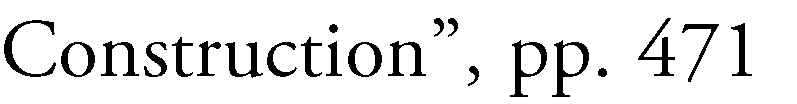 Construction”, pp. 471